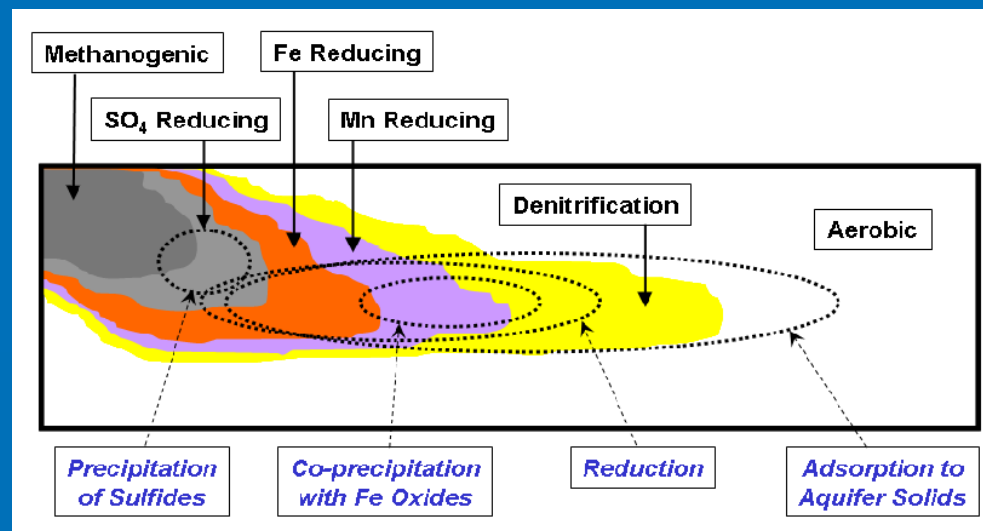 Methanogenic
Fe Reducing
SO₄ Reducing
Mn Reducing
Denitrification
Aerobic
Precipitation
of Sulfides
Co-precipitation
with Fe Oxides
Reduction
Adsorption to
Aquifer Solids